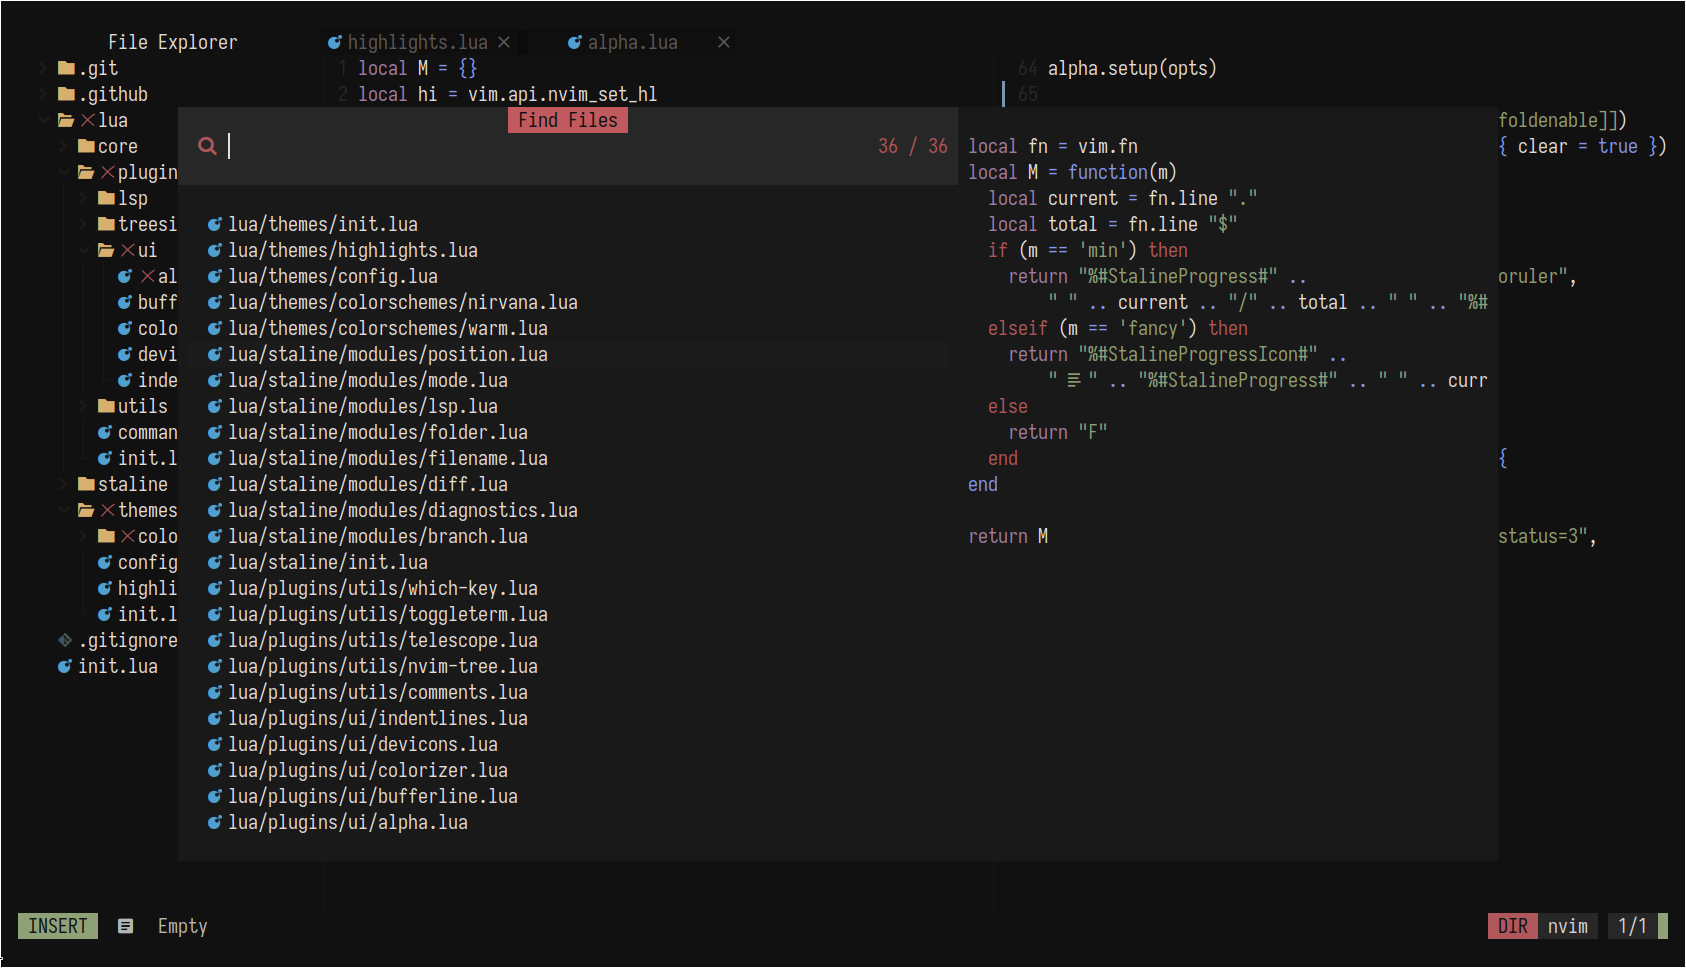 File Explorer
highlights.lua
alpha.lua
.git
.github
lua
core
plugin
lsp
treesi
ui
al
buff
colo
devi
inde
utils
comman
init.l
staline
themes
colo
config
highli
init.l
.gitignore
init.lua
1 local M = {}
2 local hi = vim.api.nvim_set_hl
64 alpha.setup(opts)
65
foldenable]])
{ clear = true })
oruler",
{
status=3",
Find Files
36 / 36
lua/themes/init.lua
lua/themes/highlights.lua
lua/themes/config.lua
lua/themes/colorschemes/nirvana.lua
lua/themes/colorschemes/warm.lua
lua/staline/modules/position.lua
lua/staline/modules/mode.lua
lua/staline/modules/lsp.lua
lua/staline/modules/folder.lua
lua/staline/modules/filename.lua
lua/staline/modules/diff.lua
lua/staline/modules/diagnostics.lua
lua/staline/modules/branch.lua
lua/staline/init.lua
lua/plugins/utils/which-key.lua
lua/plugins/utils/toggleterm.lua
lua/plugins/utils/telescope.lua
lua/plugins/utils/nvim-tree.lua
lua/plugins/utils/comments.lua
lua/plugins/ui/indentlines.lua
lua/plugins/ui/devicons.lua
lua/plugins/ui/colorizer.lua
lua/plugins/ui/bufferline.lua
lua/plugins/ui/alpha.lua
local fn = vim.fn
local M = function(m)
local current = fn.line "."
local total = fn.line "$"
if (m == 'min') then
return "%#StalineProgress#" ..
" " .. current .. "/" .. total .. " " .. "%#
elseif (m == 'fancy') then
return "%#StalineProgressIcon#" ..
" " .. "%#StalineProgress#" .. " " .. curr
else
return "F"
end
end
return M
INSERT
Empty
DIR nvim
1/1